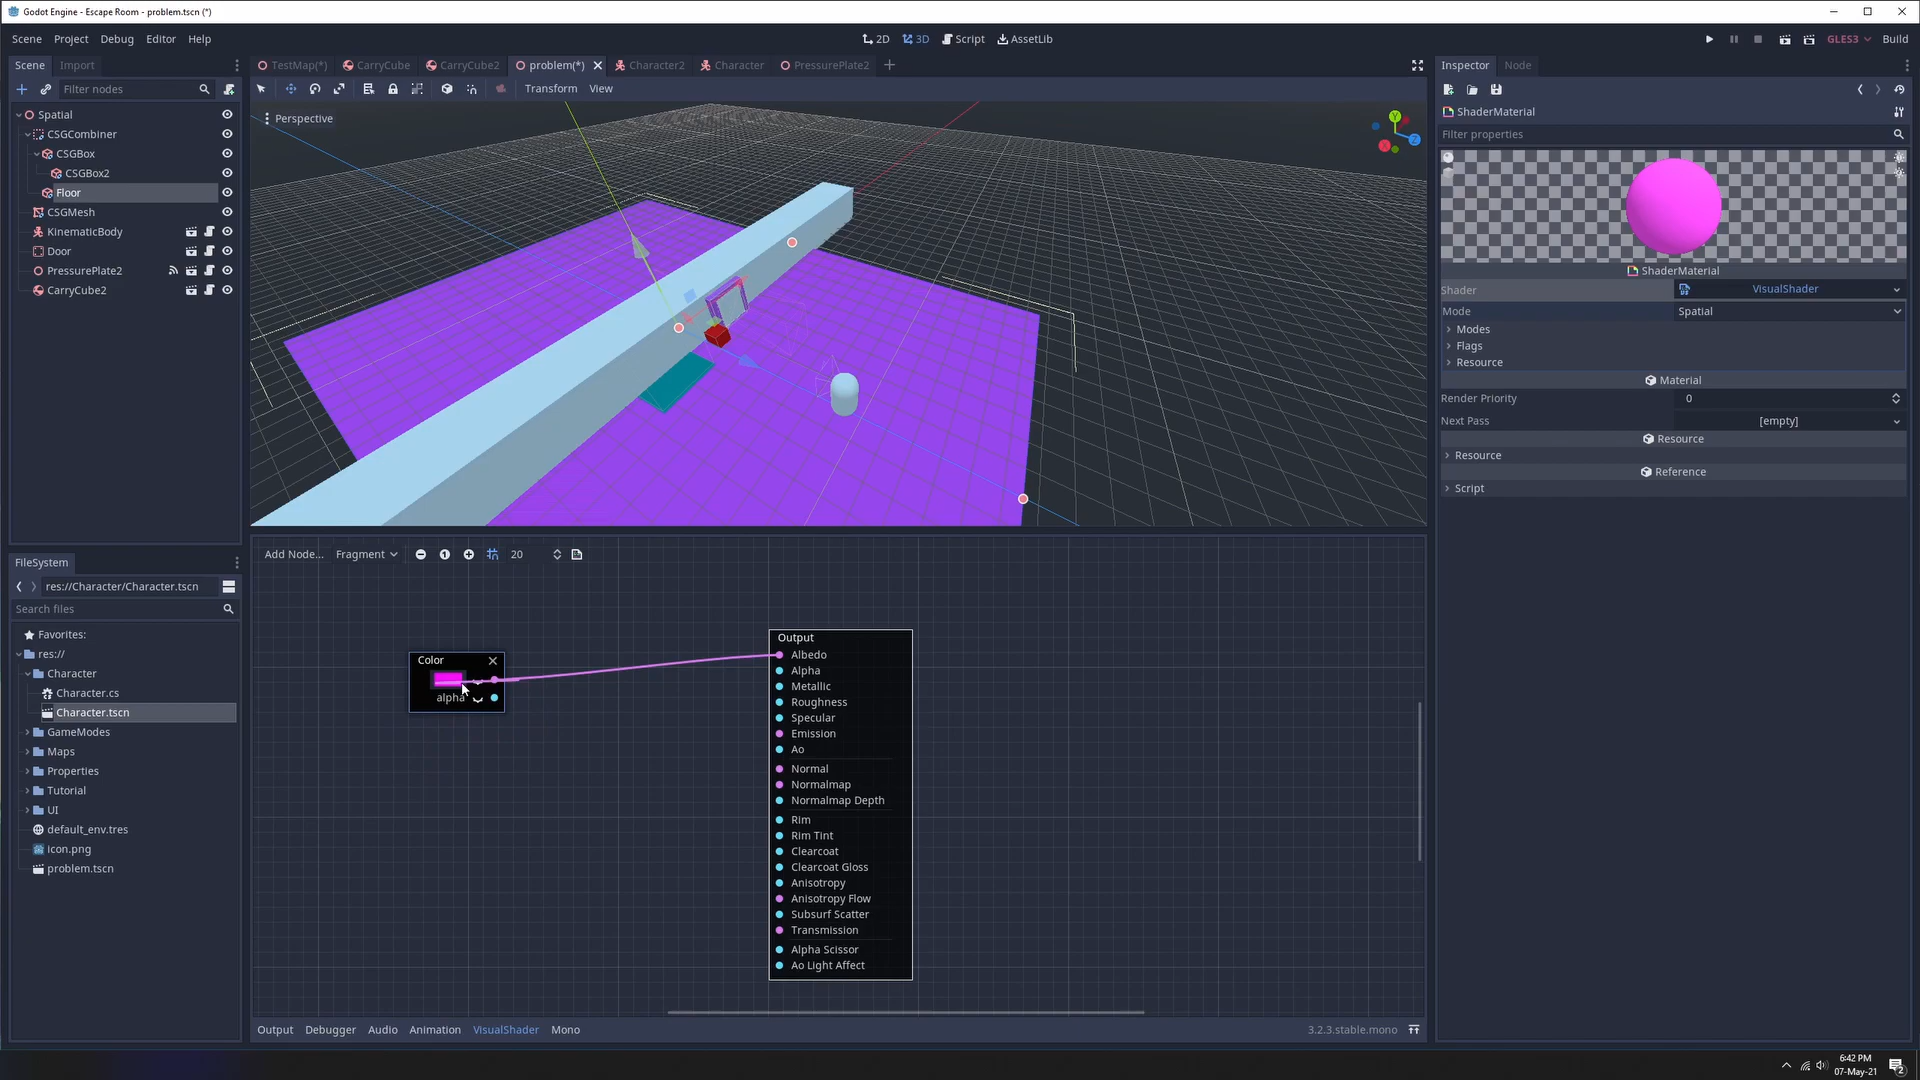 Godot Engine - Escape Room - problem.tscn (*)
Scene Project Debug Editor Help
2D 3D Script AssetLib
GLES3 Build
Scene Import
TestMap(*) CarryCube CarryCube2 problem(*) Character2 Character PressurePlate2
Inspector Node
Filter nodes
Transform View
Perspective
Y
Z
X
Spatial
CSGCombiner
CSGBox
CSGBox2
Floor
CSGMesh
KinematicBody
Door
PressurePlate2
CarryCube2
ShaderMaterial
Filter properties
ShaderMaterial
Shader VisualShader
Mode Spatial
Modes
Flags
Resource
Material
Render Priority 0
Next Pass [empty]
Resource
Resource
Reference
Script
FileSystem
res://Character/Character.tscn
Search files
Favorites:
res://
Character
Character.cs
Character.tscn
GameModes
Maps
Properties
Tutorial
UI
default_env.tres
icon.png
problem.tscn
Add Node... Fragment 20
Color
alpha
Output
Albedo
Alpha
Metallic
Roughness
Specular
Emission
Ao
Normal
Normalmap
Normalmap Depth
Rim
Rim Tint
Clearcoat
Clearcoat Gloss
Anisotropy
Anisotropy Flow
Subsurf Scatter
Transmission
Alpha Scissor
Ao Light Affect
Output Debugger Audio Animation VisualShader Mono
3.2.3.stable.mono
6:42 PM
07-May-21
2